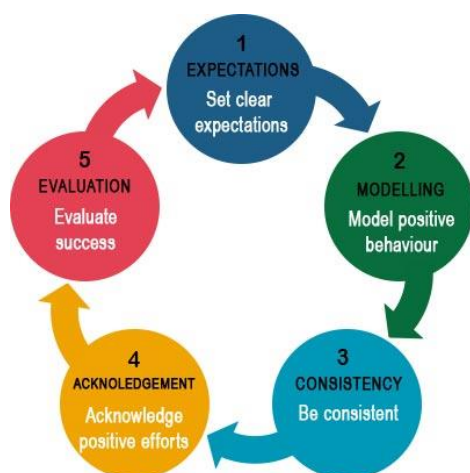 1
EXPECTATIONS
Set clear
expectations
2
MODELLING
Model positive
behaviour
3
CONSISTENCY
Be consistent
4
ACKNOLEDGEMENT
Acknowledge
positive efforts
5
EVALUATION
Evaluate
success